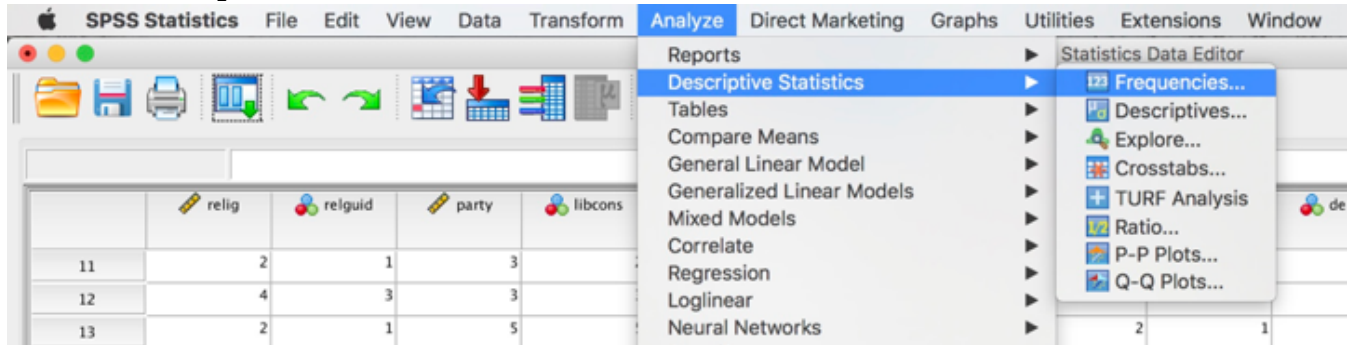 SPSS Statistics File Edit View Data Transform Analyze Direct Marketing Graphs Utilities Extensions Window
Reports Statistics Data Editor
Descriptive Statistics Frequencies...
Tables Descriptives...
Compare Means Explore...
General Linear Model Crosstabs...
Generalized Linear Models TURF Analysis
Mixed Models Ratio...
Correlate P-P Plots...
Regression Q-Q Plots...
Loglinear
Neural Networks
relig relguid party libcons de
11 2 1 3
12 4 3 3
13 2 1 5 2 1